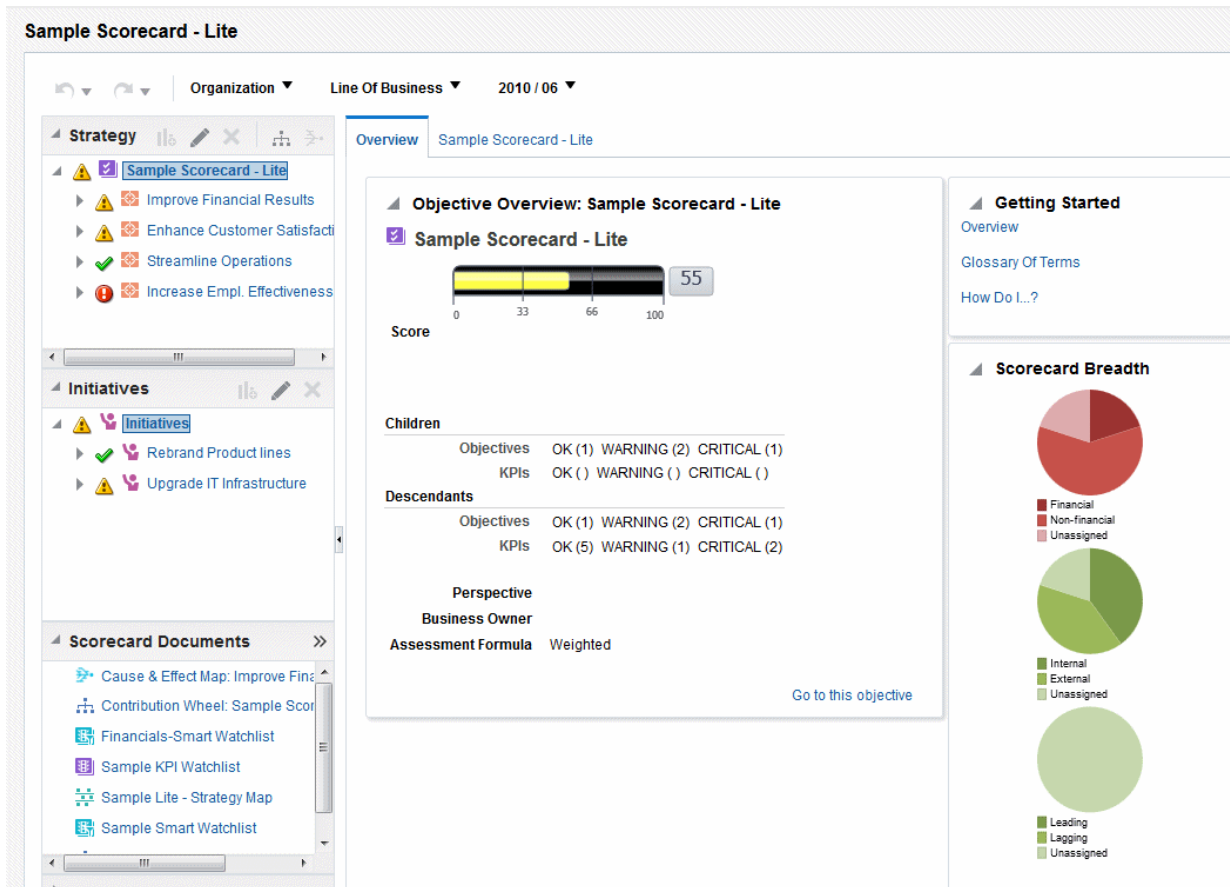 Sample Scorecard - Lite
Organization Line Of Business 2010 / 06
Strategy
Sample Scorecard - Lite
Improve Financial Results
Enhance Customer Satisfacti
Streamline Operations
Increase Empl. Effectiveness
Initiatives
Initiatives
Rebrand Product lines
Upgrade IT Infrastructure
Scorecard Documents
Cause & Effect Map: Improve Fina
Contribution Wheel: Sample Scor
Financials-Smart Watchlist
Sample KPI Watchlist
Sample Lite - Strategy Map
Sample Smart Watchlist
Overview Sample Scorecard - Lite
Objective Overview: Sample Scorecard - Lite
Sample Scorecard - Lite
55
0 33 66 100
Score
Children
Objectives OK (1) WARNING (2) CRITICAL (1)
KPIs OK ( ) WARNING ( ) CRITICAL ( )
Descendants
Objectives OK (1) WARNING (2) CRITICAL (1)
KPIs OK (5) WARNING (1) CRITICAL (2)
Perspective
Business Owner
Assessment Formula Weighted
Go to this objective
Getting Started
Overview
Glossary Of Terms
How Do I...?
Scorecard Breadth
Financial
Non-financial
Unassigned
Internal
External
Unassigned
Leading
Lagging
Unassigned